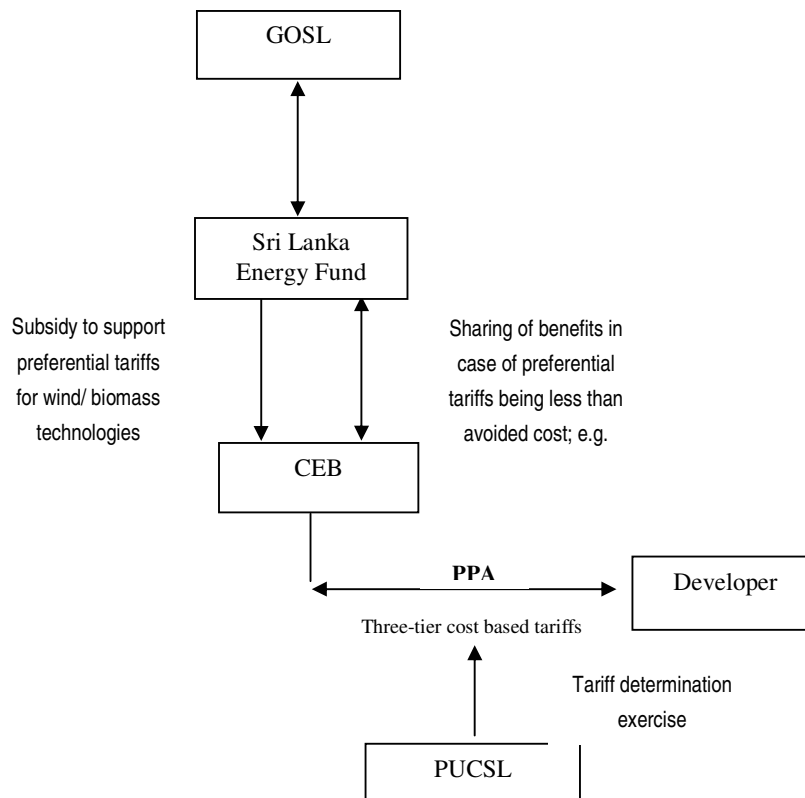 GOSL
Sri Lanka
Energy Fund
Subsidy to support
preferential tariffs
for wind/ biomass
technologies
Sharing of benefits in
case of preferential
tariffs being less than
avoided cost; e.g.
CEB
PPA
Developer
Three-tier cost based tariffs
Tariff determination
exercise
PUCSL